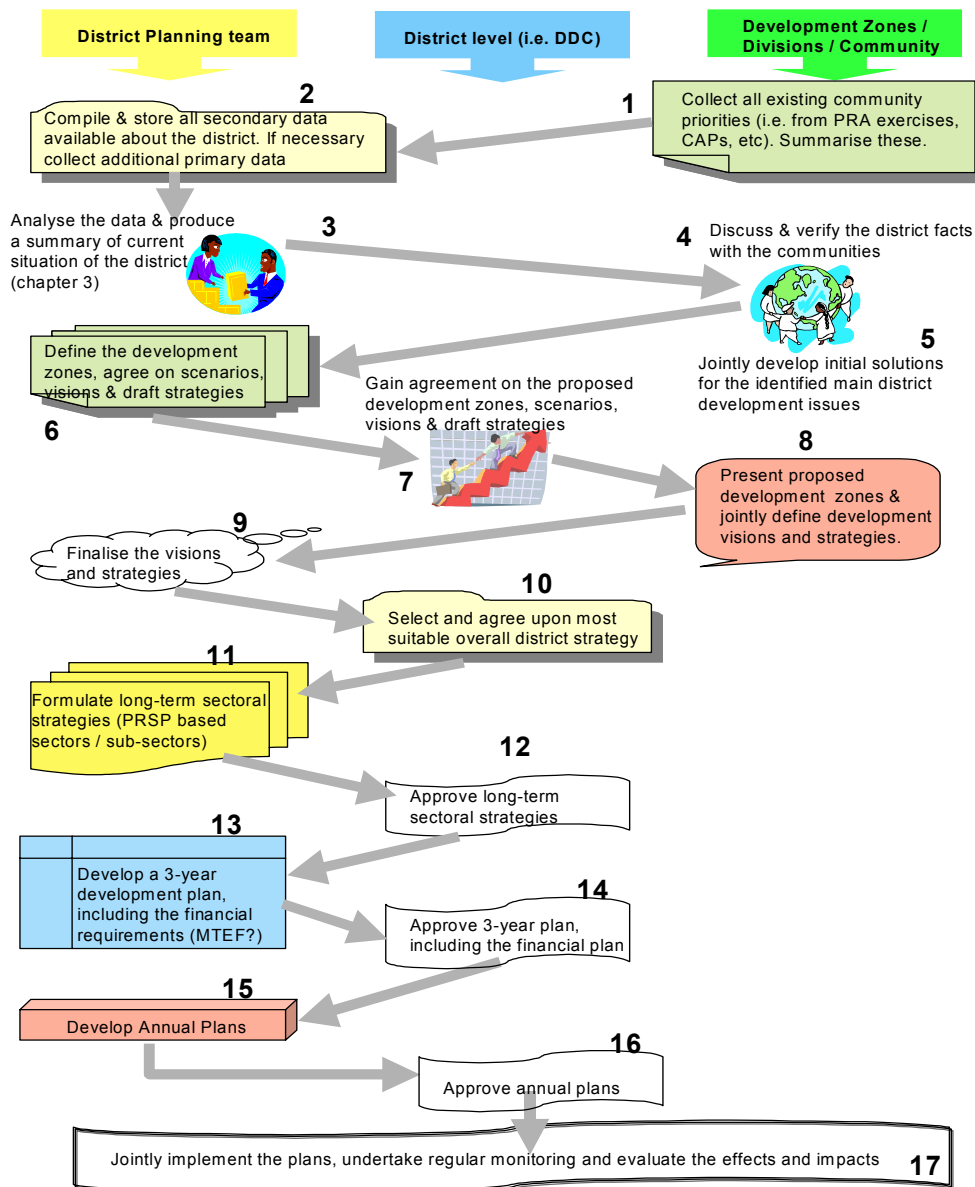 District Planning team
District level (i.e. DDC)
Development Zones /
Divisions / Community
1
Collect all existing community
priorities (i.e. from PRA exercises,
CAPs, etc). Summarise these.
2
Compile & store all secondary data
available about the district. If necessary
collect additional primary data
Analyse the data & produce
a summary of current
situation of the district
(chapter 3)
3
4
Discuss & verify the district facts
with the communities
5
Jointly develop initial solutions
for the identified main district
development issues
Define the development
zones, agree on scenarios,
visions & draft strategies
6
Gain agreement on the proposed
development zones, scenarios,
visions & draft strategies
7
8
Present proposed
development zones &
jointly define development
visions and strategies.
9
Finalise the visions
and strategies
10
Select and agree upon most
suitable overall district strategy
11
Formulate long-term sectoral
strategies (PRSP based
sectors / sub-sectors)
12
Approve long-term
sectoral strategies
13
Develop a 3-year
development plan,
including the financial
requirements (MTEF?)
14
Approve 3-year plan,
including the financial plan
15
Develop Annual Plans
16
Approve annual plans
Jointly implement the plans, undertake regular monitoring and evaluate the effects and impacts
17